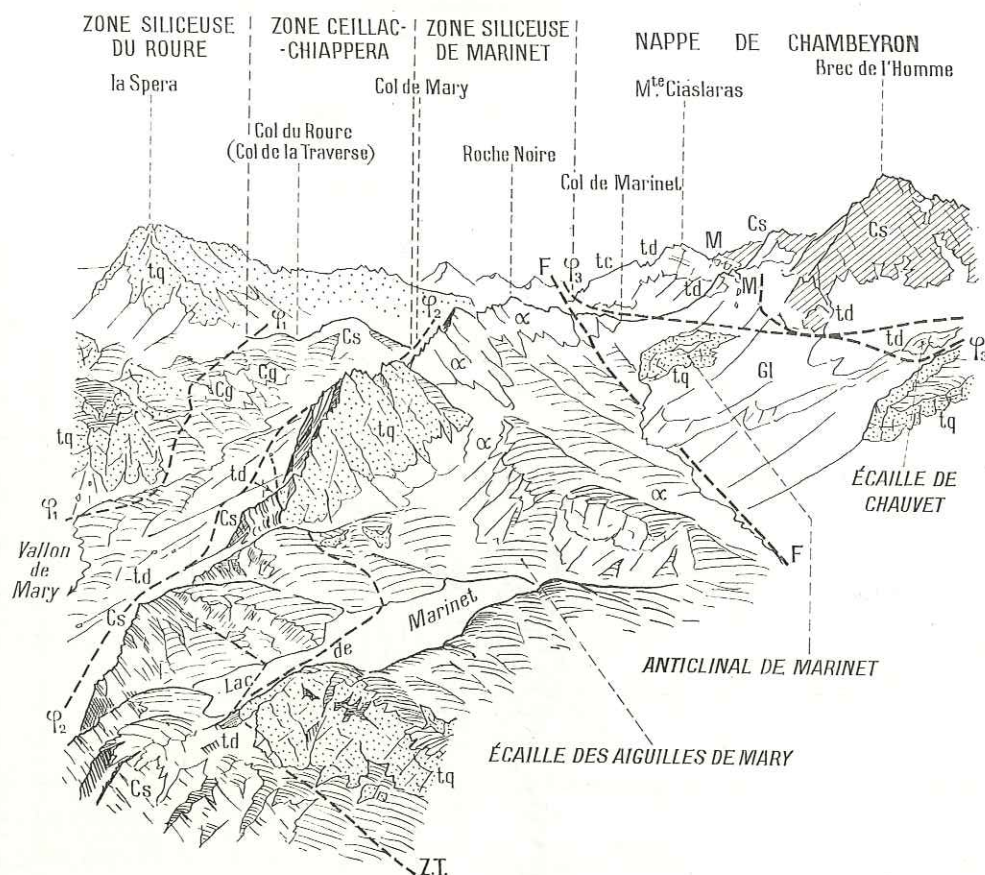 ZONE SILICEUSE
DU ROURE
ZONE CEILLAC-
-CHIAPPERA
ZONE SILICEUSE
DE MARINET
NAPPE DE CHAMBEYRON
la Spera
Col de Mary
Mte Ciaslaras
Brec de l'Homme
Col du Roure
(Col de la Traverse)
Roche Noire
Col de Marinet
tq
φ1
Cs
φ2
F
φ3
tc
td
M
Cs
Cs
Cg
Cg
α
α
td
M
td
td
φ3
tq
Gl
tq
tq
tq
α
td
α
ÉCAILLE DE
CHAUVET
φ1
Cs
Vallon
de
Mary
td
F
Cs
Marinet
de
Lac
ANTICLINAL DE MARINET
φ2
td
ÉCAILLE DES AIGUILLES DE MARY
Cs
tq
Z.T.